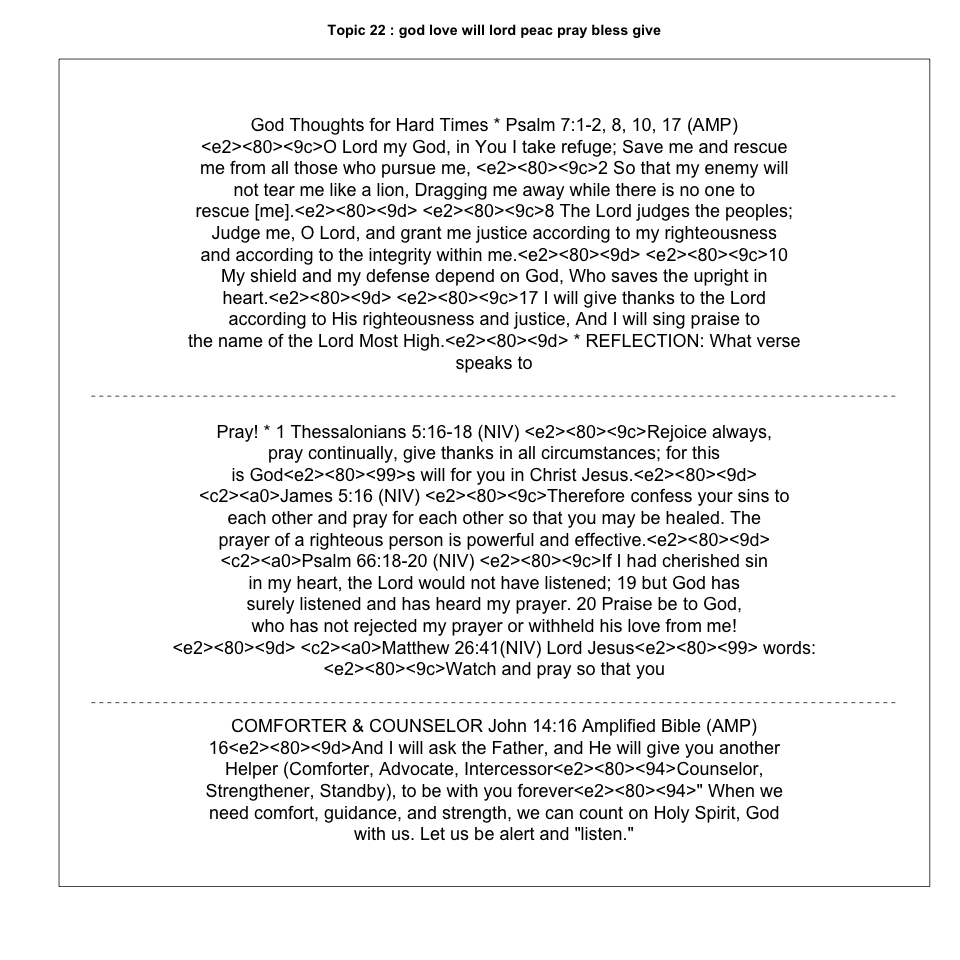 Topic 22 : god love will lord peac pray bless give
God Thoughts for Hard Times * Psalm 7:1-2, 8, 10, 17 (AMP)
<e2><80><9c>O Lord my God, in You I take refuge; Save me and rescue
me from all those who pursue me, <e2><80><9c>2 So that my enemy will
not tear me like a lion, Dragging me away while there is no one to
rescue [me].<e2><80><9d> <e2><80><9c>8 The Lord judges the peoples;
Judge me, O Lord, and grant me justice according to my righteousness
and according to the integrity within me.<e2><80><9d> <e2><80><9c>10
My shield and my defense depend on God, Who saves the upright in
heart.<e2><80><9d> <e2><80><9c>17 I will give thanks to the Lord
according to His righteousness and justice, And I will sing praise to
the name of the Lord Most High.<e2><80><9d> * REFLECTION: What verse
speaks to
Pray! * 1 Thessalonians 5:16-18 (NIV) <e2><80><9c>Rejoice always,
pray continually, give thanks in all circumstances; for this
is God<e2><80><99>s will for you in Christ Jesus.<e2><80><9d>
<c2><a0>James 5:16 (NIV) <e2><80><9c>Therefore confess your sins to
each other and pray for each other so that you may be healed. The
prayer of a righteous person is powerful and effective.<e2><80><9d>
<c2><a0>Psalm 66:18-20 (NIV) <e2><80><9c>If I had cherished sin
in my heart, the Lord would not have listened; 19 but God has
surely listened and has heard my prayer. 20 Praise be to God,
who has not rejected my prayer or withheld his love from me!
<e2><80><9d> <c2><a0>Matthew 26:41(NIV) Lord Jesus<e2><80><99> words:
<e2><80><9c>Watch and pray so that you
COMFORTER & COUNSELOR John 14:16 Amplified Bible (AMP)
16<e2><80><9d>And I will ask the Father, and He will give you another
Helper (Comforter, Advocate, Intercessor<e2><80><94>Counselor,
Strengthener, Standby), to be with you forever<e2><80><94>" When we
need comfort, guidance, and strength, we can count on Holy Spirit, God
with us. Let us be alert and "listen."